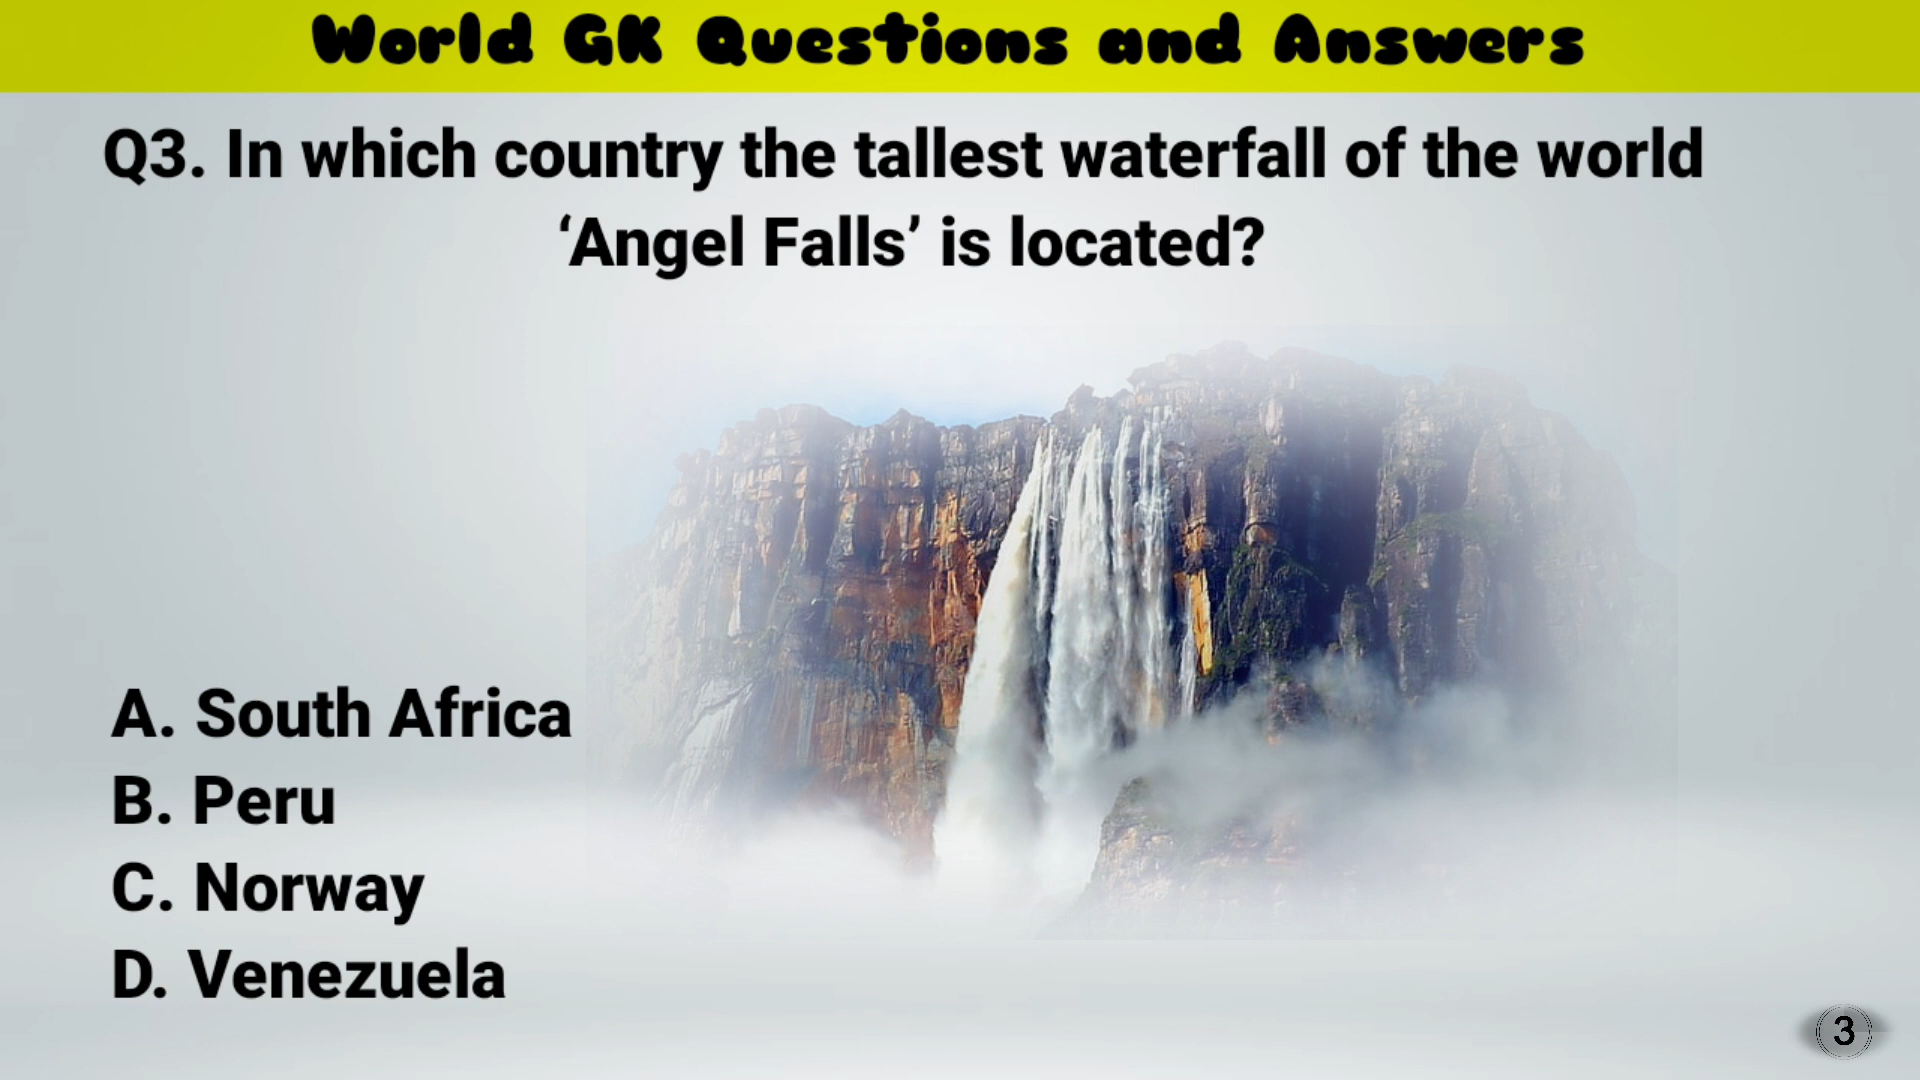 World GK Questions and Answers
Q3. In which country the tallest waterfall of the world
‘Angel Falls’ is located?
A. South Africa
B. Peru
C. Norway
D. Venezuela
3